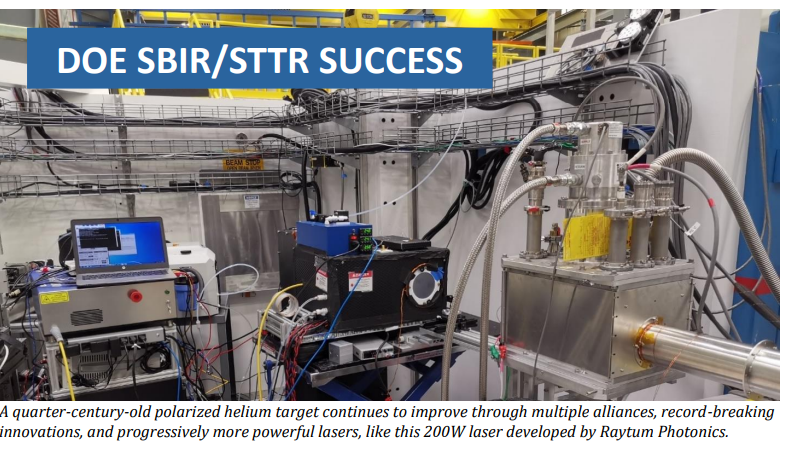 DOE SBIR/STTR SUCCESS
BEAM STOP
A quarter-century-old polarized helium target continues to improve through multiple alliances, record-breaking
innovations, and progressively more powerful lasers, like this 200W laser developed by Raytum Photonics.